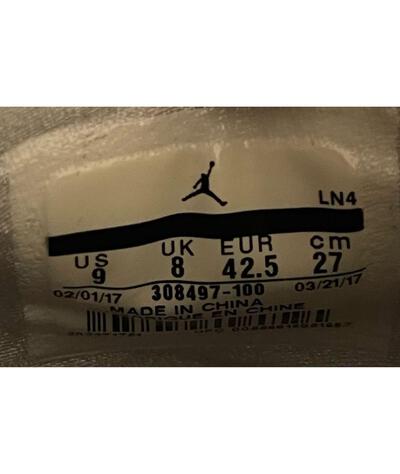 LN4
US UK EUR cm
9 8 42.5 27
02/01/17 308497-100 03/21/17
MADE IN CHINA
FABRIQUE EN CHINE